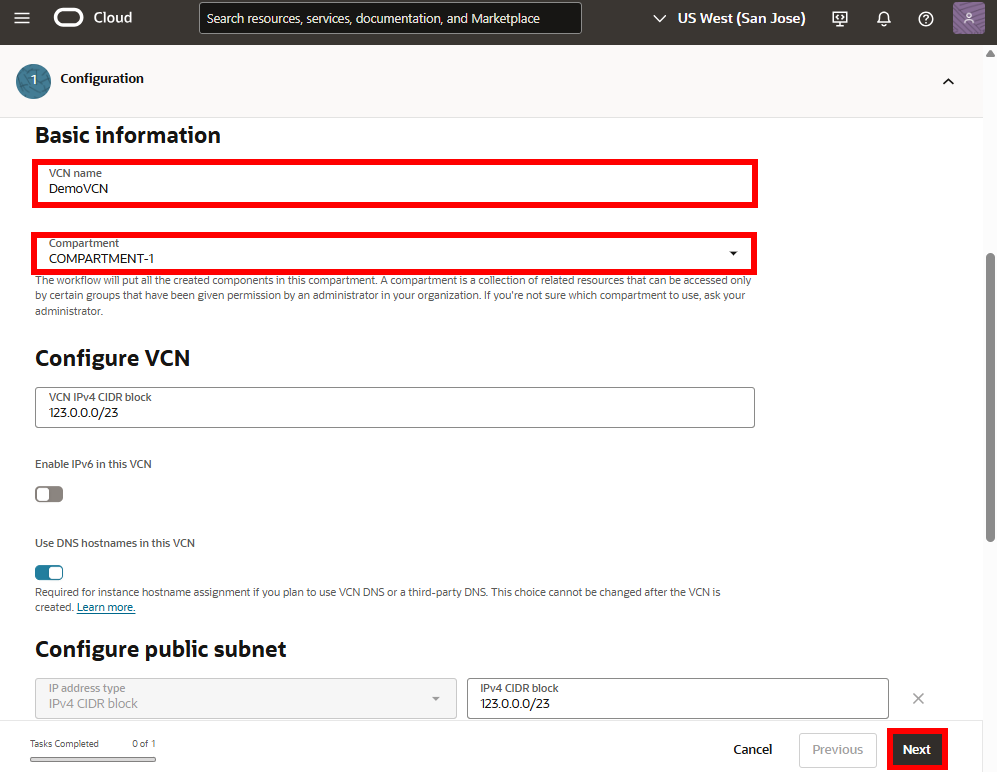 Cloud
Search resources, services, documentation, and Marketplace
US West (San Jose)
1
Configuration
Basic information
VCN name
DemoVCN
Compartment
COMPARTMENT-1
The workflow will put all the created components in this compartment. A compartment is a collection of related resources that can be accessed only
by certain groups that have been given permission by an administrator in your organization. If you're not sure which compartment to use, ask your
administrator.
Configure VCN
VCN IPv4 CIDR block
123.0.0.0/23
Enable IPv6 in this VCN
Use DNS hostnames in this VCN
Required for instance hostname assignment if you plan to use VCN DNS or a third-party DNS. This choice cannot be changed after the VCN is
created. Learn more.
Configure public subnet
IP address type
IPv4 CIDR block
IPv4 CIDR block
123.0.0.0/23
Tasks Completed 0 of 1
Cancel
Previous
Next